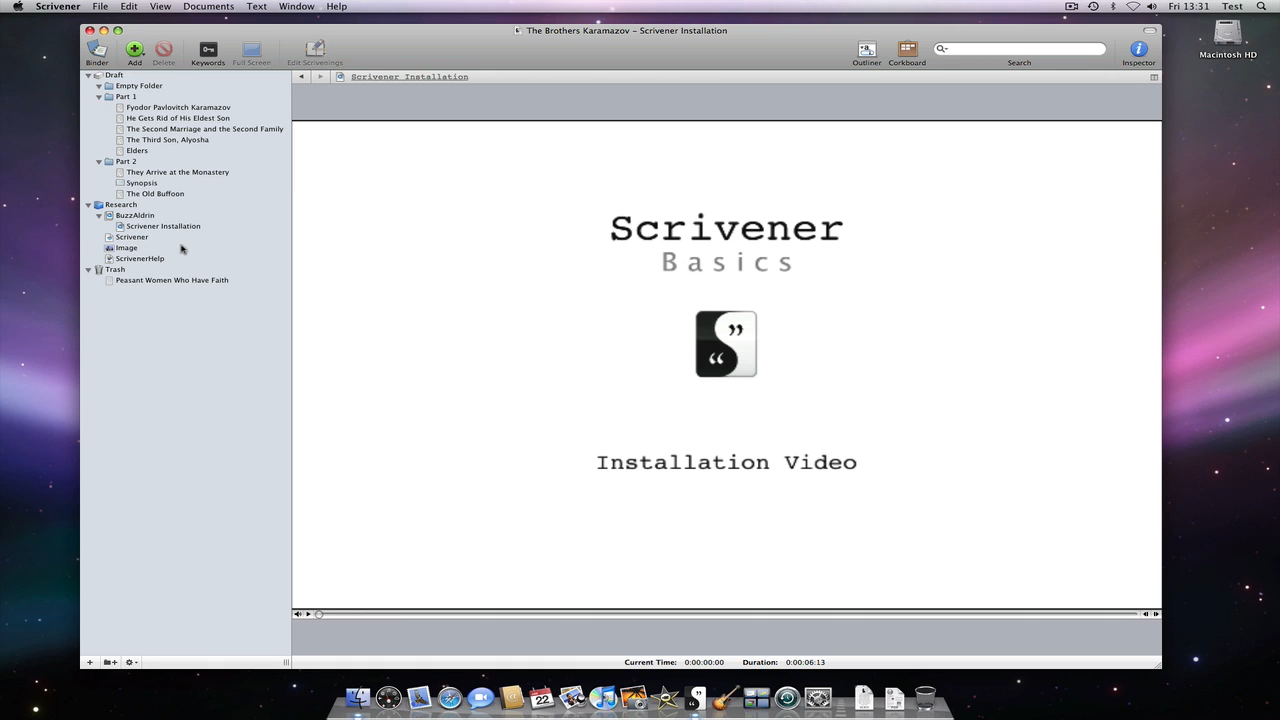 Scrivener File Edit View Documents Text Window Help Fri 13:31 Test
The Brothers Karamazov – Scrivener Installation
Macintosh HD
Binder Add Delete Keywords Full Screen Edit Scrivenings Outliner Corkboard Search Inspector
Scrivener Installation
Draft
Empty Folder
Part 1
Fyodor Pavlovitch Karamazov
He Gets Rid of His Eldest Son
The Second Marriage and the Second Family
The Third Son, Alyosha
Elders
Part 2
They Arrive at the Monastery
Synopsis
The Old Buffoon
Research
BuzzAldrin
Scrivener Installation
Scrivener
Image
ScrivenerHelp
Trash
Peasant Women Who Have Faith
Scrivener
Basics
Installation Video
Current Time: 0:00:00:00 Duration: 0:00:06:13
22